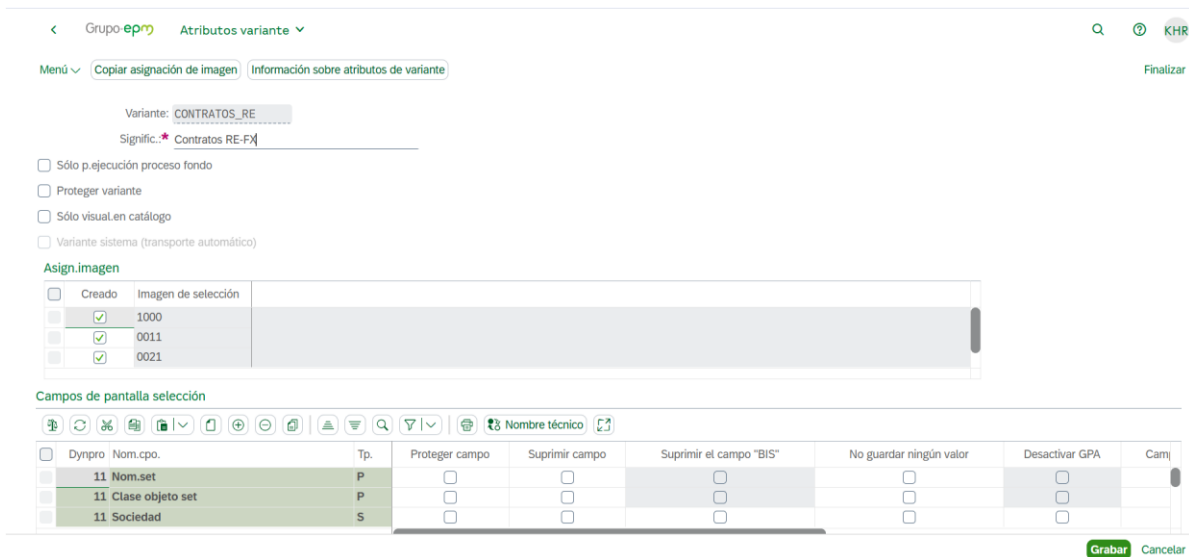 Grupo·epm Atributos variante
KHR
Menú Copiar asignación de imagen Información sobre atributos de variante Finalizar
Variante: CONTRATOS_RE
Signific.:* Contratos RE-FX
Sólo p.ejecución proceso fondo
Proteger variante
Sólo visual.en catálogo
Variante sistema (transporte automático)
Asign.imagen
Creado Imagen de selección
1000
0011
0021
Campos de pantalla selección
Nombre técnico
Dynpro Nom.cpo. Tp. Proteger campo Suprimir campo Suprimir el campo "BIS" No guardar ningún valor Desactivar GPA Cam
11 Nom.set P
11 Clase objeto set P
11 Sociedad S
Grabar Cancelar